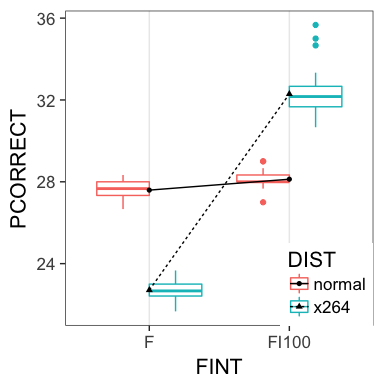 36
32
28
24
PCORRECT
F
FI100
FINT
DIST
normal
x264